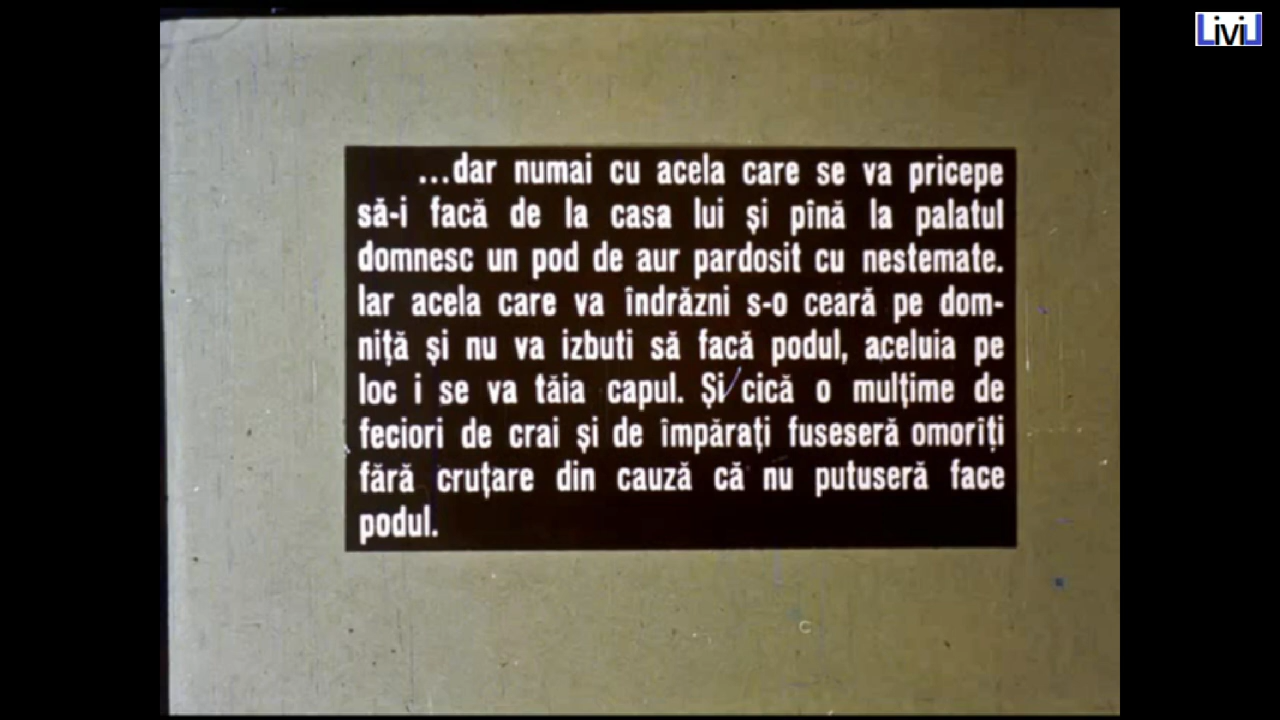 LiviU
...dar numai cu acela care se va pricepe
să-i facă de la casa lui și pînă la palatul
domnesc un pod de aur pardosit cu nestemate.
Iar acela care va îndrăzni s-o ceară pe dom-
niță și nu va izbuti să facă podul, aceluia pe
loc i se va tăia capul. Și cică o mulțime de
feciori de crai și de împărați fuseseră omorîți
fără cruțare din cauză că nu putuseră face
podul.